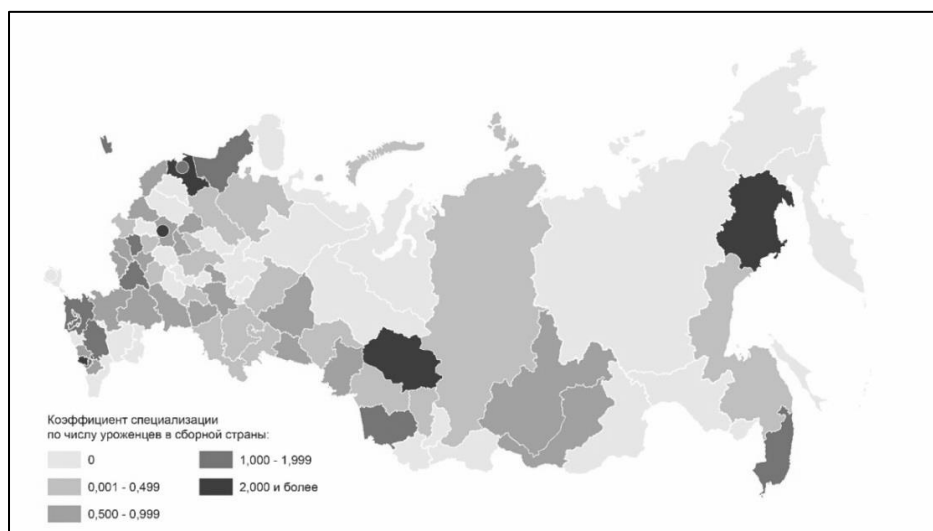 Коэффициент специализации
по числу уроженцев в сборной страны:
0
0,001 - 0,499
0,500 - 0,999
1,000 - 1,999
2,000 и более